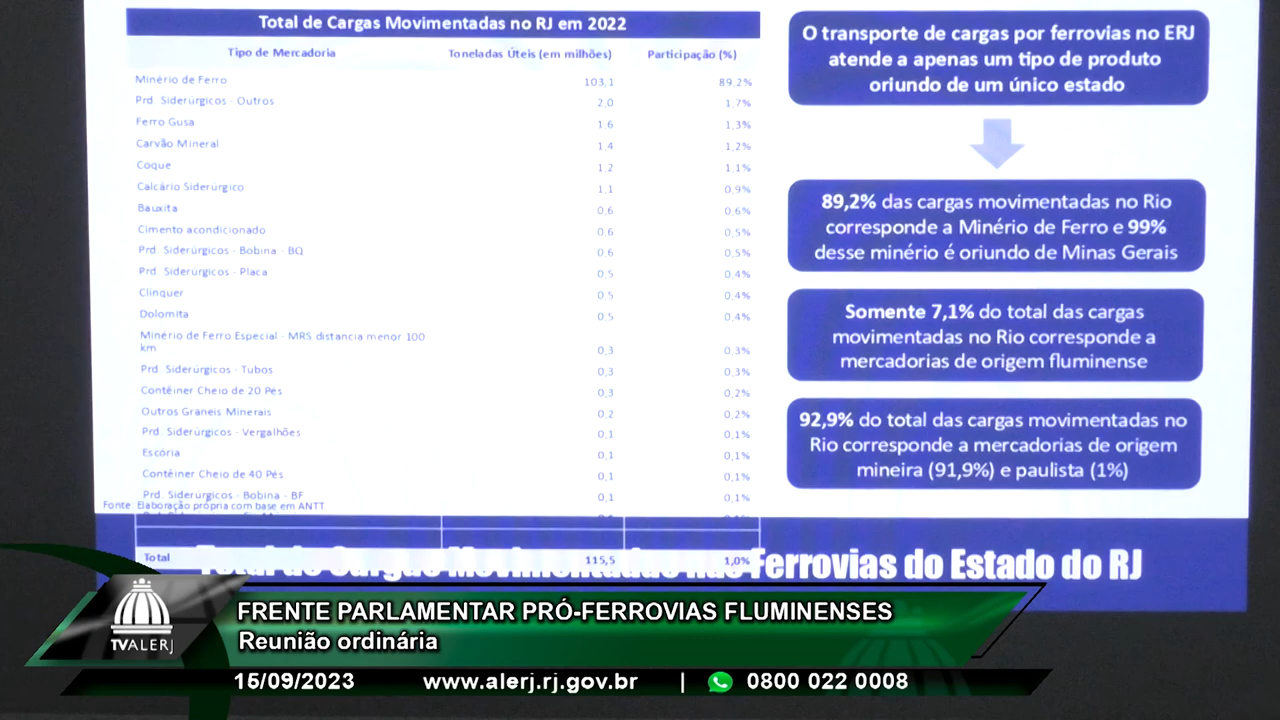 Total de Cargas Movimentadas no RJ em 2022
Tipo de Mercadoria Toneladas Úteis (em milhões) Participação (%)
Minério de Ferro 103,1 89,2%
Prd. Siderúrgicos - Outros 2,0 1,7%
Ferro Gusa 1,6 1,3%
Carvão Mineral 1,4 1,2%
Coque 1,2 1,1%
Calcário Siderúrgico 1,1 0,9%
Bauxita 0,6 0,6%
Cimento acondicionado 0,6 0,5%
Prd. Siderúrgicos - Bobina - BQ 0,6 0,5%
Prd. Siderúrgicos - Placa 0,5 0,4%
Clínquer 0,5 0,4%
Dolomita 0,5 0,4%
Minério de Ferro Especial - MRS distancia menor 100
km 0,3 0,3%
Prd. Siderúrgicos - Tubos 0,3 0,3%
Contêiner Cheio de 20 Pés 0,3 0,2%
Outros Graneis Minerais 0,2 0,2%
Prd. Siderúrgicos - Vergalhões 0,1 0,1%
Escória 0,1 0,1%
Contêiner Cheio de 40 Pés 0,1 0,1%
Prd. Siderúrgicos - Bobina - BF 0,1 0,1%
Fonte: Elaboração própria com base em ANTT
Total 115,5 1,0%
O transporte de cargas por ferrovias no ERJ
atende a apenas um tipo de produto
oriundo de um único estado
89,2% das cargas movimentadas no Rio
corresponde a Minério de Ferro e 99%
desse minério é oriundo de Minas Gerais
Somente 7,1% do total das cargas
movimentadas no Rio corresponde a
mercadorias de origem fluminense
92,9% do total das cargas movimentadas no
Rio corresponde a mercadorias de origem
mineira (91,9%) e paulista (1%)
Total de Cargas Movimentadas nas Ferrovias do Estado do RJ
TVALERJ
FRENTE PARLAMENTAR PRÓ-FERROVIAS FLUMINENSES
Reunião ordinária
15/09/2023 www.alerj.rj.gov.br | 0800 022 0008